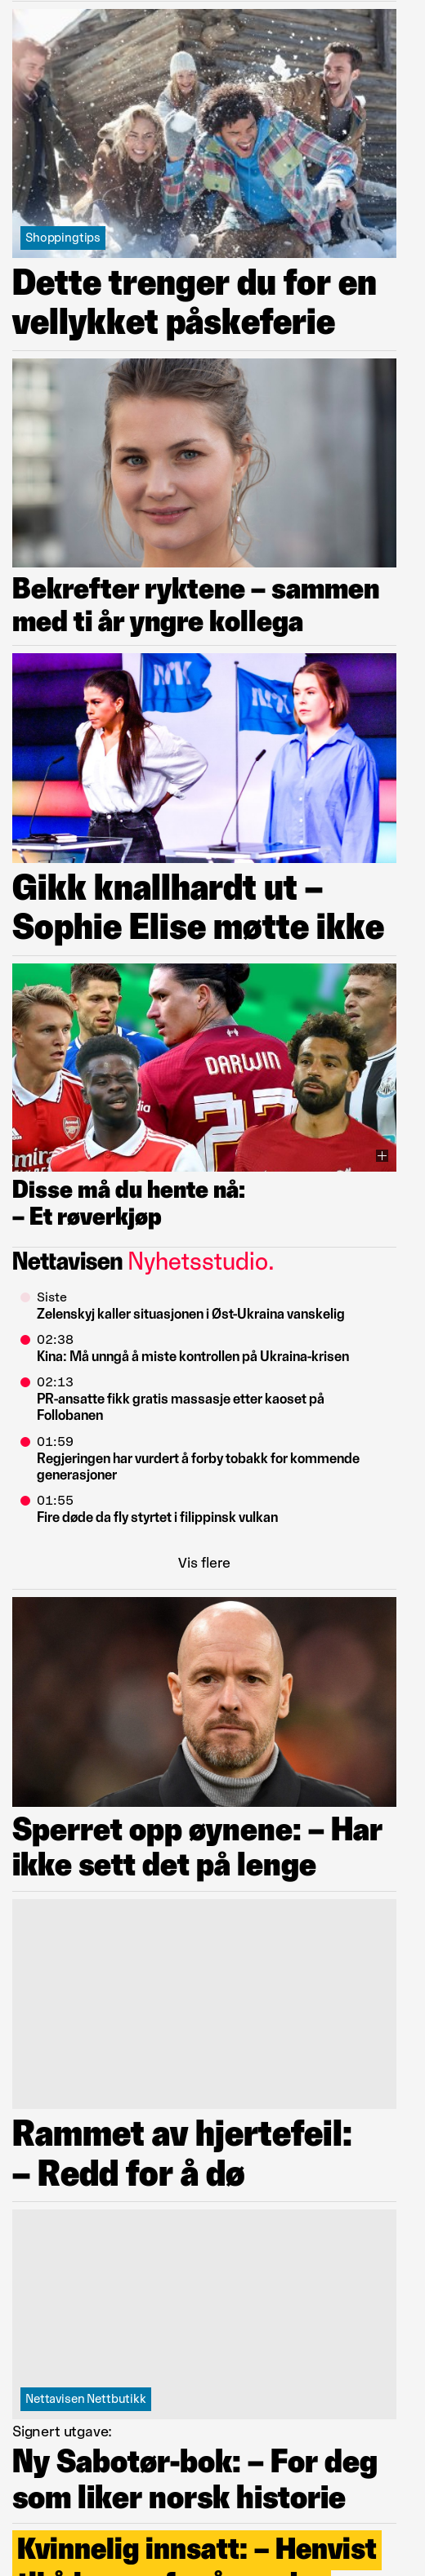 Shoppingtips
Dette trenger du for en
vellykket påskeferie
Bekrefter ryktene – sammen
med ti år yngre kollega
NRK
NRK
Gikk knallhardt ut –
Sophie Elise møtte ikke
DARWIN
27
Disse må du hente nå:
– Et røverkjøp
Nettavisen Nyhetsstudio.
Siste
Zelenskyj kaller situasjonen i Øst-Ukraina vanskelig
02:38
Kina: Må unngå å miste kontrollen på Ukraina-krisen
02:13
PR-ansatte fikk gratis massasje etter kaoset på
Follobanen
01:59
Regjeringen har vurdert å forby tobakk for kommende
generasjoner
01:55
Fire døde da fly styrtet i filippinsk vulkan
Vis flere
Sperret opp øynene: – Har
ikke sett det på lenge
Rammet av hjertefeil:
– Redd for å dø
Nettavisen Nettbutikk
Signert utgave:
Ny Sabotør-bok: – For deg
som liker norsk historie
Kvinnelig innsatt: – Henvist